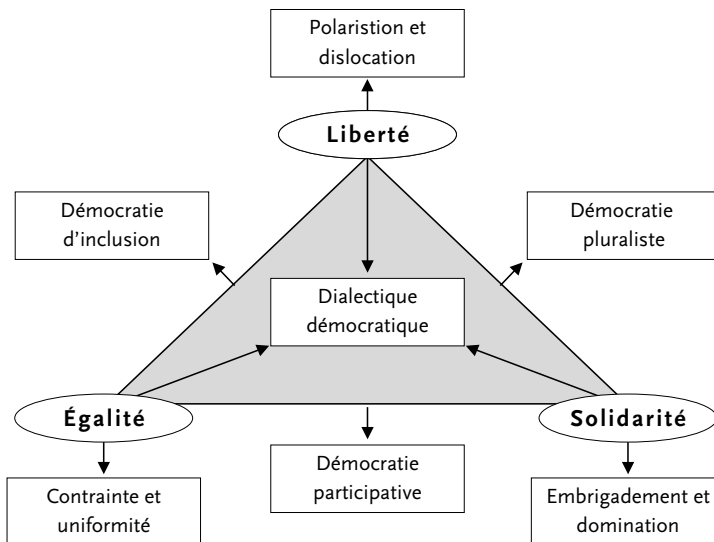 Polaristion et
dislocation
Liberté
Démocratie
d'inclusion
Démocratie
pluraliste
Dialectique
démocratique
Égalité
Solidarité
Contrainte et
uniformité
Démocratie
participative
Embrigadement et
domination